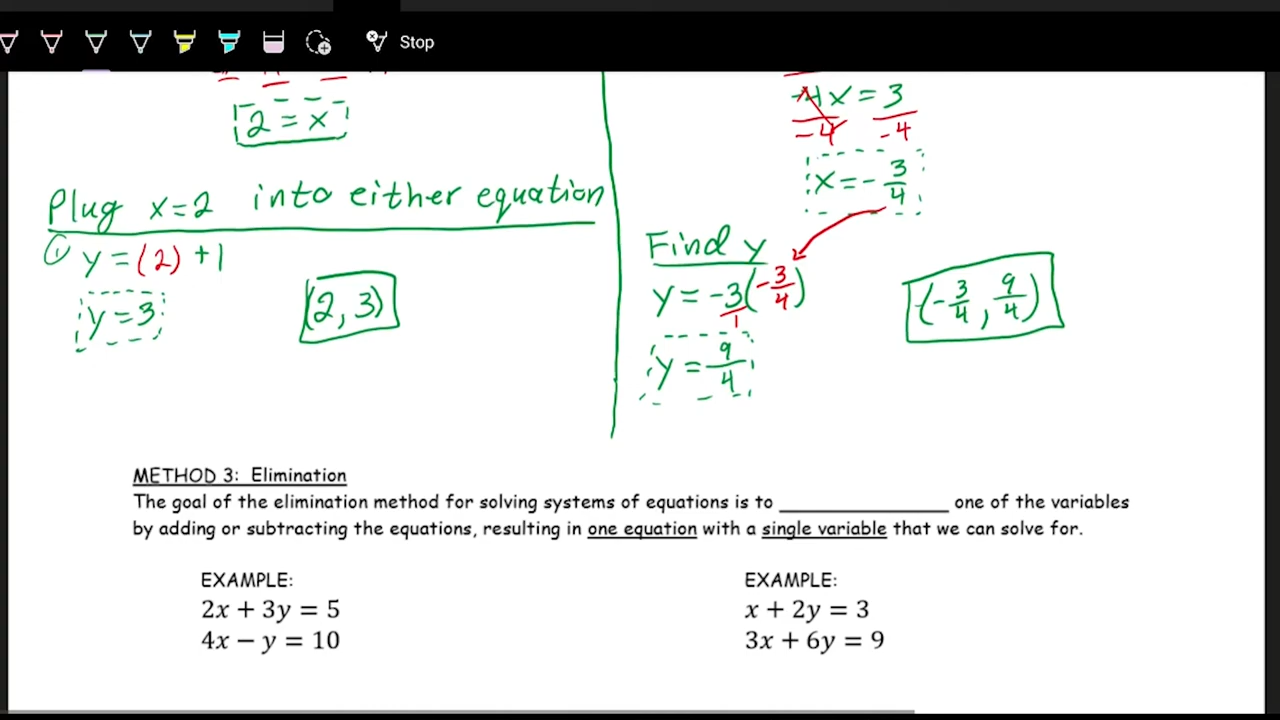 Stop
2 = x
Plug x=2 into either equation
① y = (2) +1
y = 3
(2, 3)
-4x = 3
-4 -4
x = - 3/4
Find y
y = -3/1 (-3/4)
y = 9/4
(-3/4, 9/4)
METHOD 3: Elimination
The goal of the elimination method for solving systems of equations is to ________________ one of the variables
by adding or subtracting the equations, resulting in one equation with a single variable that we can solve for.
EXAMPLE:
2x + 3y = 5
4x − y = 10
EXAMPLE:
x + 2y = 3
3x + 6y = 9